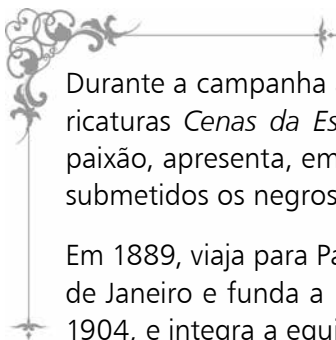 Durante a campanha
ricaturas Cenas da Es
paixão, apresenta, em
submetidos os negros
Em 1889, viaja para Pa
de Janeiro e funda a
1904, e integra a equi